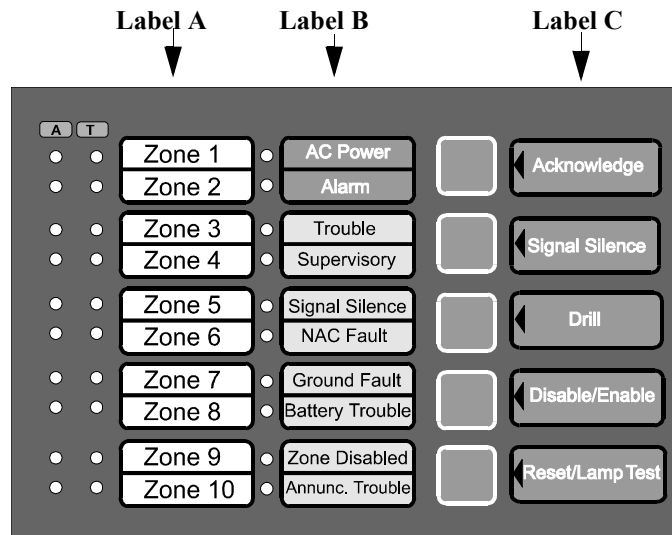 Label A Label B Label C
A T
Zone 1 AC Power
Zone 2 Alarm
Acknowledge
Zone 3 Trouble
Zone 4 Supervisory
Signal Silence
Zone 5 Signal Silence
Zone 6 NAC Fault
Drill
Zone 7 Ground Fault
Zone 8 Battery Trouble
Disable/Enable
Zone 9 Zone Disabled
Zone 10 Annunc. Trouble
Reset/Lamp Test